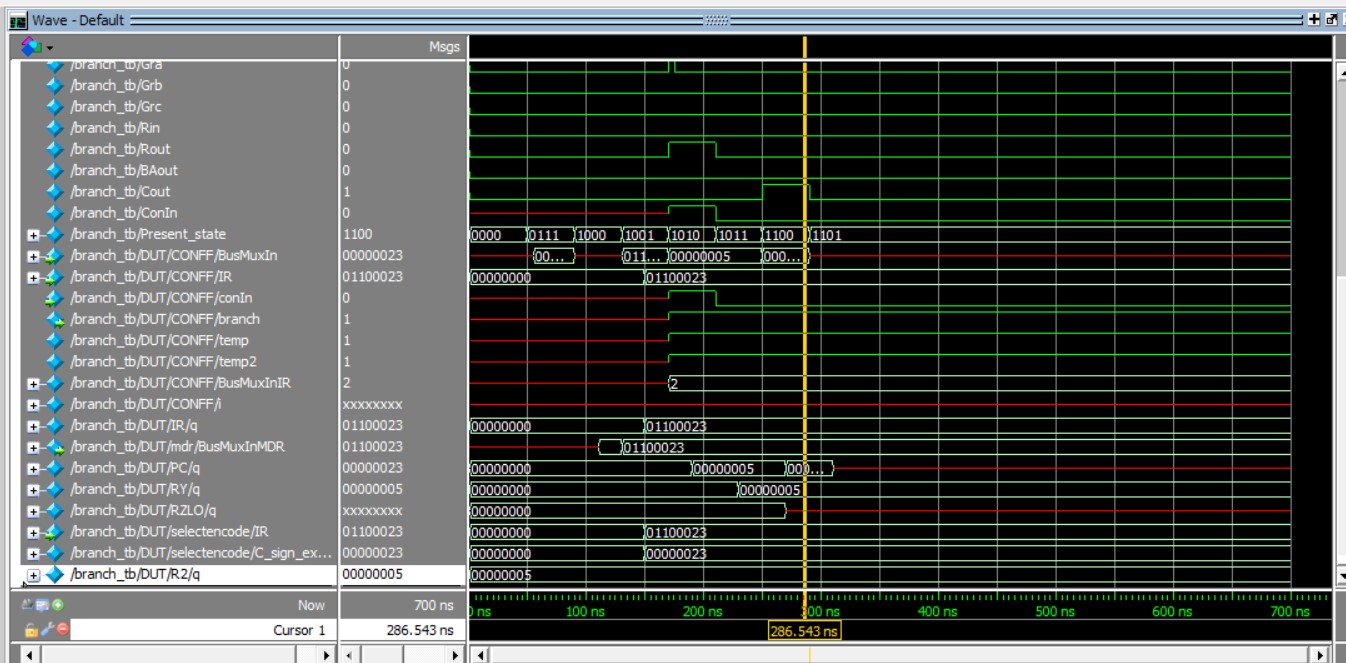 Wave - Default
Msgs
/branch_tb/Gra 0
/branch_tb/Grb 0
/branch_tb/Grc 0
/branch_tb/Rin 0
/branch_tb/Rout 0
/branch_tb/BAout 0
/branch_tb/Cout 1
/branch_tb/ConIn 0
/branch_tb/Present_state 1100 0000 0111 1000 1001 1010 1011 1100 1101
/branch_tb/DUT/CONFF/BusMuxIn 00000023 00... 011... 00000005 000...
/branch_tb/DUT/CONFF/IR 01100023 00000000 01100023
/branch_tb/DUT/CONFF/conIn 0
/branch_tb/DUT/CONFF/branch 1
/branch_tb/DUT/CONFF/temp 1
/branch_tb/DUT/CONFF/temp2 1
/branch_tb/DUT/CONFF/BusMuxInIR 2 2
/branch_tb/DUT/CONFF/i xxxxxxxx
/branch_tb/DUT/IR/q 01100023 00000000 01100023
/branch_tb/DUT/mdr/BusMuxInMDR 01100023 01100023
/branch_tb/DUT/PC/q 00000023 00000000 00000005 000...
/branch_tb/DUT/RY/q 00000005 00000000 00000005
/branch_tb/DUT/RZLO/q xxxxxxxx 00000000
/branch_tb/DUT/selectencode/IR 01100023 00000000 01100023
/branch_tb/DUT/selectencode/C_sign_ex... 00000023 00000000 00000023
/branch_tb/DUT/R2/q 00000005 00000005
Now 700 ns ns 100 ns 200 ns 300 ns 400 ns 500 ns 600 ns 700 ns
Cursor 1 286.543 ns 286.543 ns